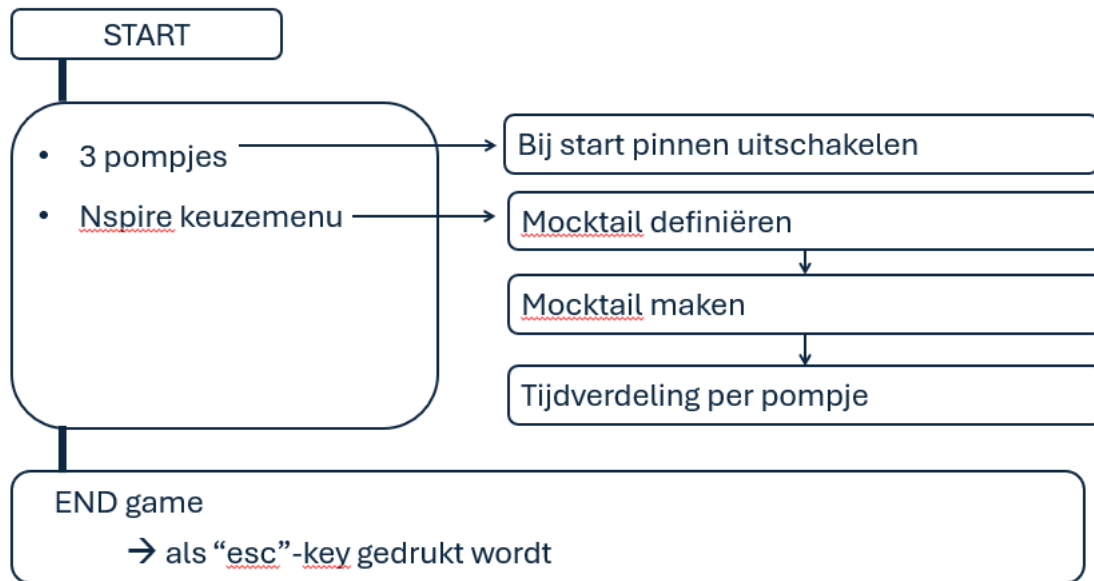 START
• 3 pompjes
Bij start pinnen uitschakelen
• Nspire keuzemenu
Mocktail definiëren
Mocktail maken
Tijdverdeling per pompje
END game
→ als “esc”-key gedrukt wordt